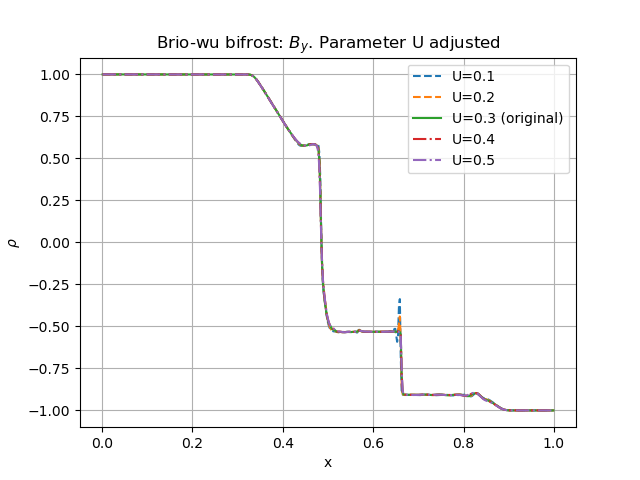 Brio-wu bifrost: B_y. Parameter U adjusted
U=0.1
U=0.2
U=0.3 (original)
U=0.4
U=0.5
1.00
0.75
0.50
0.25
0.00
−0.25
−0.50
−0.75
−1.00
ρ
0.0 0.2 0.4 0.6 0.8 1.0
x